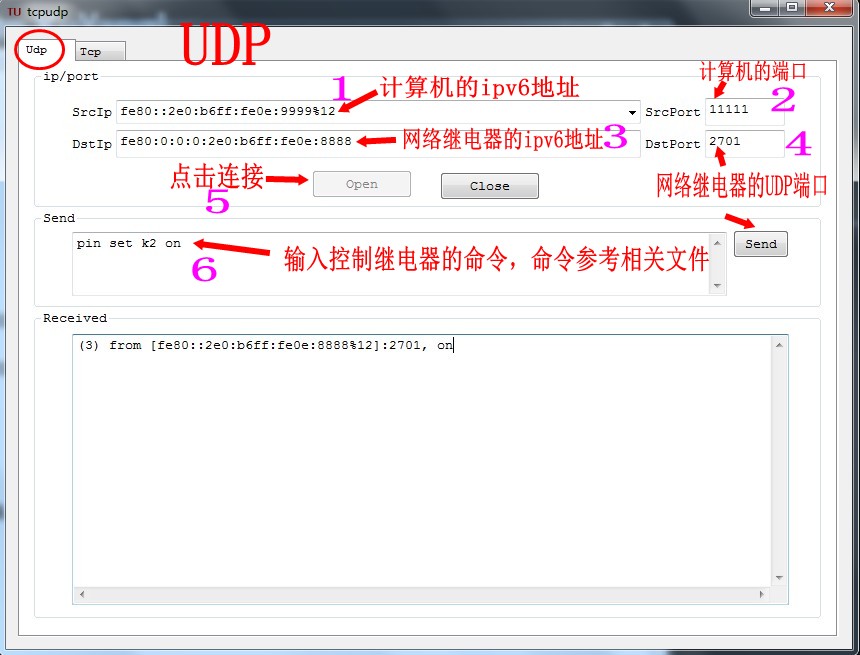 TU tcpudp
Udp
Tcp
UDP
ip/port
1
计算机的ipv6地址
计算机的端口
2
SrcIp
fe80::2e0:b6ff:fe0e:9999%12
SrcPort
11111
DstIp
fe80:0:0:0:2e0:b6ff:fe0e:8888
网络继电器的ipv6地址
3
DstPort
2701
4
点击连接
5
Open
Close
网络继电器的UDP端口
Send
pin set k2 on
6
输入控制继电器的命令，命令参考相关文件
Send
Received
(3) from [fe80::2e0:b6ff:fe0e:8888%12]:2701, on